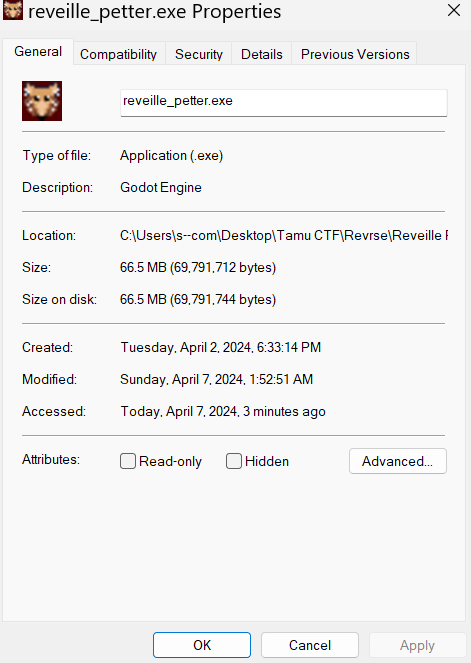 reveille_petter.exe Properties
General Compatibility Security Details Previous Versions
reveille_petter.exe
Type of file: Application (.exe)
Description: Godot Engine
Location: C:\Users\s--com\Desktop\Tamu CTF\Revrse\Reveille
Size: 66.5 MB (69,791,712 bytes)
Size on disk: 66.5 MB (69,791,744 bytes)
Created: Tuesday, April 2, 2024, 6:33:14 PM
Modified: Sunday, April 7, 2024, 1:52:51 AM
Accessed: Today, April 7, 2024, 3 minutes ago
Attributes: Read-only Hidden Advanced...
OK Cancel Apply